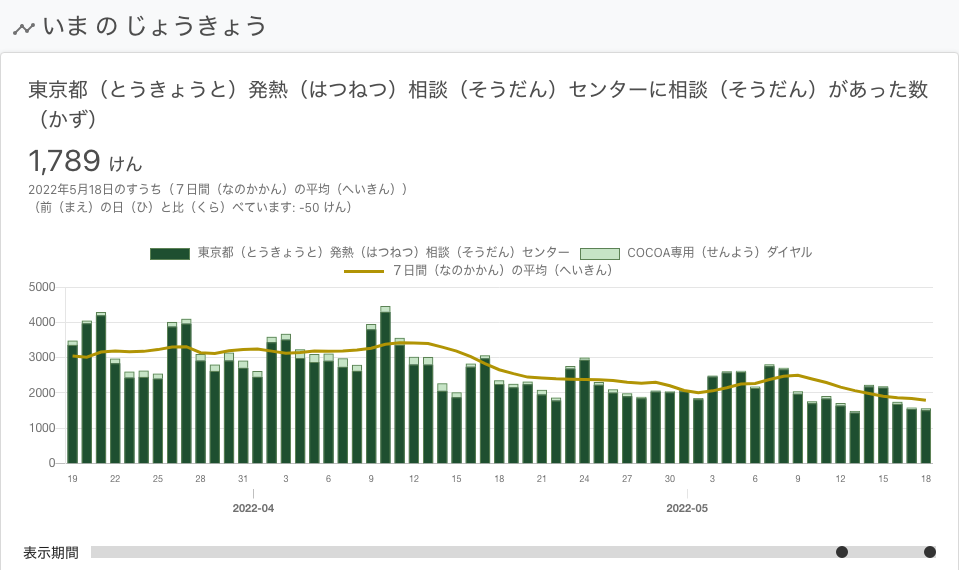 いま の じょうきょう
東京都（とうきょうと）発熱（はつねつ）相談（そうだん）センターに相談（そうだん）があった数
（かず）
1,789 けん
2022年5月18日のすうち（７日間（なのかかん）の平均（へいきん））
（前（まえ）の日（ひ）と比（くら）べています: -50 けん）
東京都（とうきょうと）発熱（はつねつ）相談（そうだん）センター COCOA専用（せんよう）ダイヤル
７日間（なのかかん）の平均（へいきん）
5000
4000
3000
2000
1000
0
19 22 25 28 31 3 6 9 12 15 18 21 24 27 30 3 6 9 12 15 18
2022-04 2022-05
表示期間